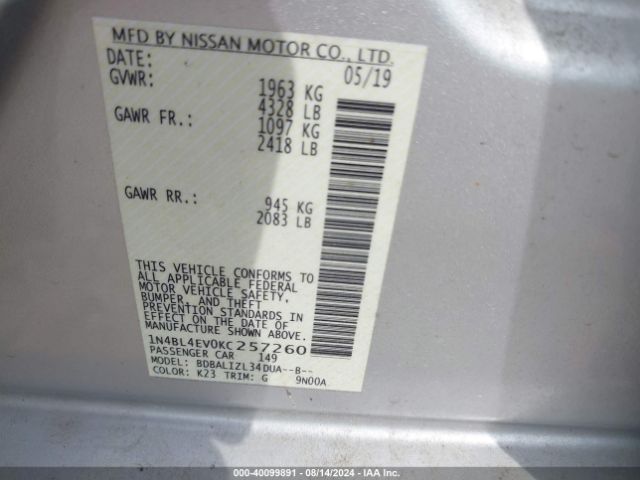 MFD BY NISSAN MOTOR CO., LTD.
DATE: 05/19
GVWR: 1963 KG
4328 LB
GAWR FR.: 1097 KG
2418 LB
GAWR RR.: 945 KG
2083 LB
THIS VEHICLE CONFORMS TO
ALL APPLICABLE FEDERAL
MOTOR VEHICLE SAFETY,
BUMPER, AND THEFT
PREVENTION STANDARDS IN
EFFECT ON THE DATE OF
MANUFACTURE SHOWN ABOVE.
1N4BL4EV0KC257260
PASSENGER CAR 149
MODEL: BDBALIZL34DUA--B--
COLOR: K23 TRIM: G 9N00A
000-40099891 - 08/14/2024 - IAA Inc.